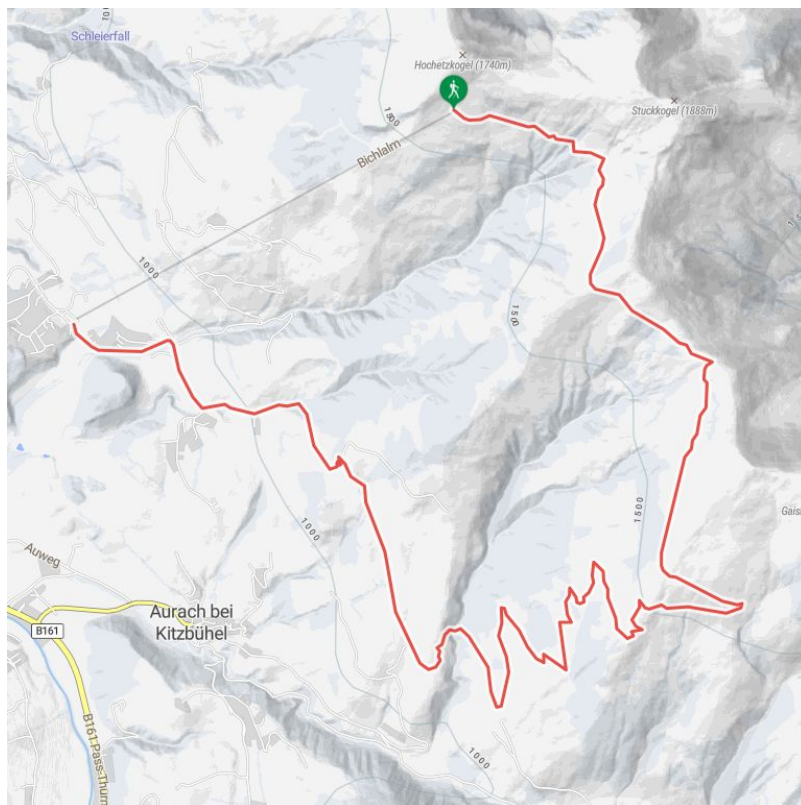 Schleierfall
Hochetzkogel (1740m)
Stuckkogel (1888m)
1500
Bichlalm
1000
1500
1500
Gais
1000
Auweg
Aurach bei
Kitzbühel
B161
B161 Pass-Thurn